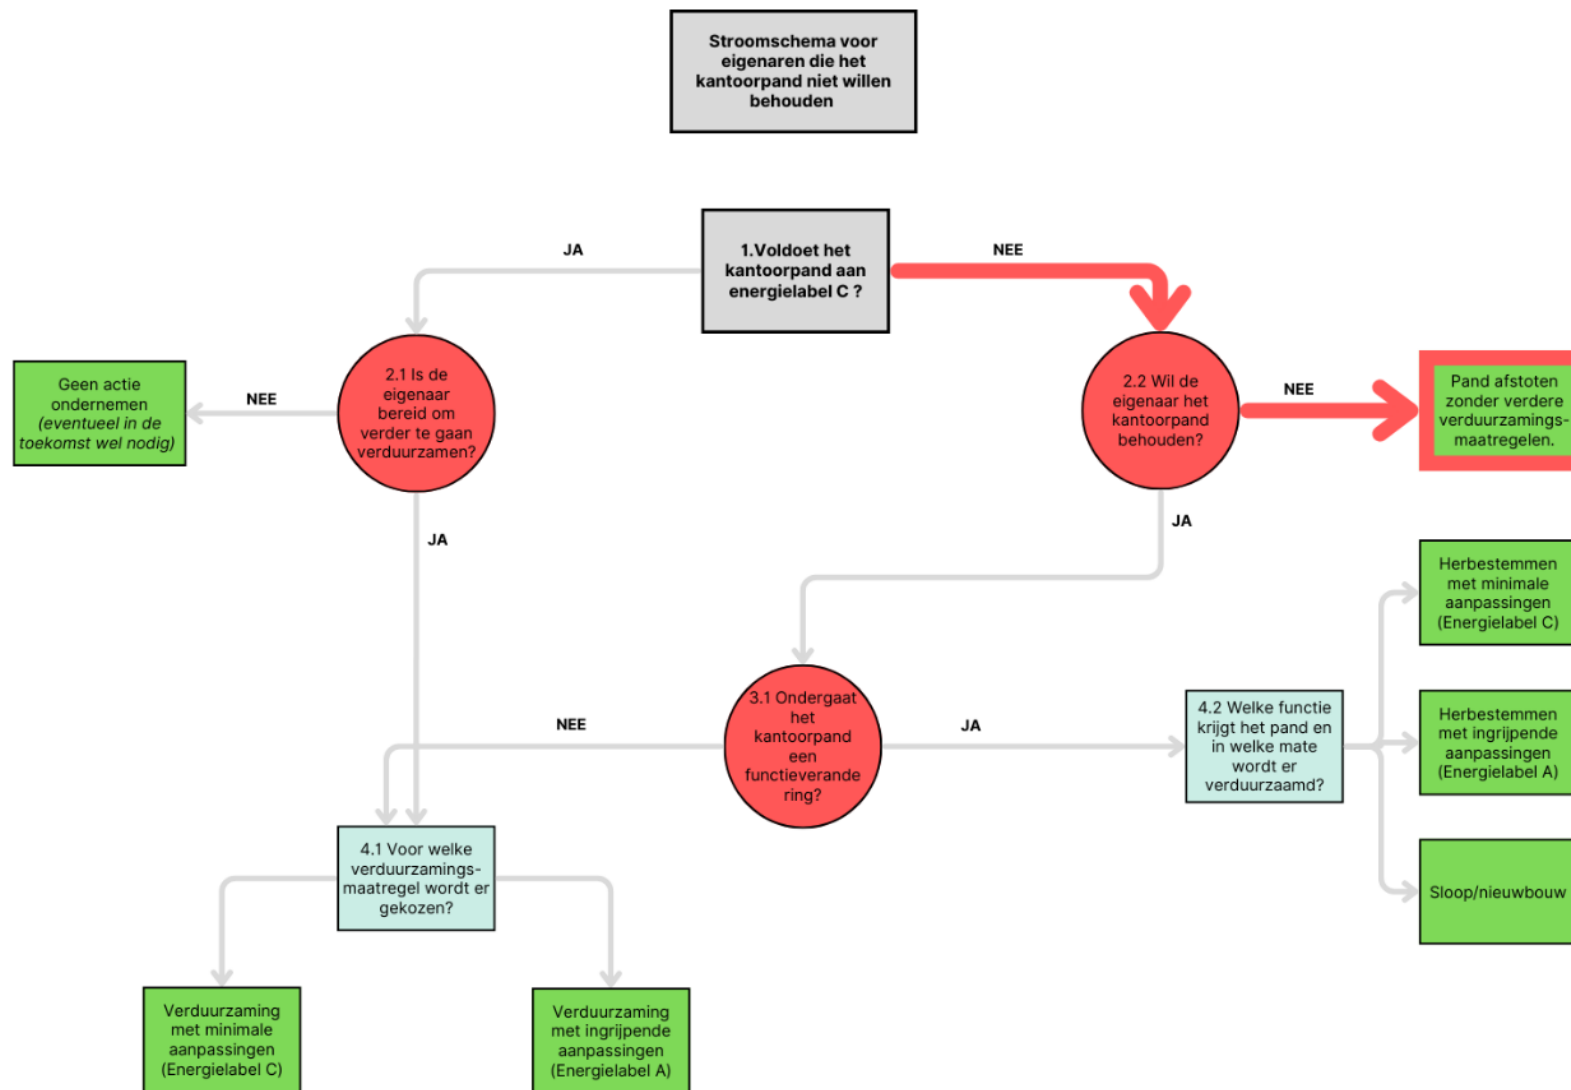 Stroomschema voor
eigenaren die het
kantoorpand niet willen
behouden
1.Voldoet het
kantoorpand aan
energielabel C ?
JA
NEE
2.1 Is de
eigenaar
bereid om
verder te gaan
verduurzamen?
NEE
Geen actie
ondernemen
(eventueel in de
toekomst wel nodig)
JA
2.2 Wil de
eigenaar het
kantoorpand
behouden?
NEE
Pand afstoten
zonder verdere
verduurzamings-
maatregelen.
JA
3.1 Ondergaat
het
kantoorpand
een
functieverande
ring?
NEE
JA
4.2 Welke functie
krijgt het pand en
in welke mate
wordt er
verduurzaamd?
Herbestemmen
met minimale
aanpassingen
(Energielabel C)
Herbestemmen
met ingrijpende
aanpassingen
(Energielabel A)
Sloop/nieuwbouw
4.1 Voor welke
verduurzamings-
maatregel wordt er
gekozen?
Verduurzaming
met minimale
aanpassingen
(Energielabel C)
Verduurzaming
met ingrijpende
aanpassingen
(Energielabel A)